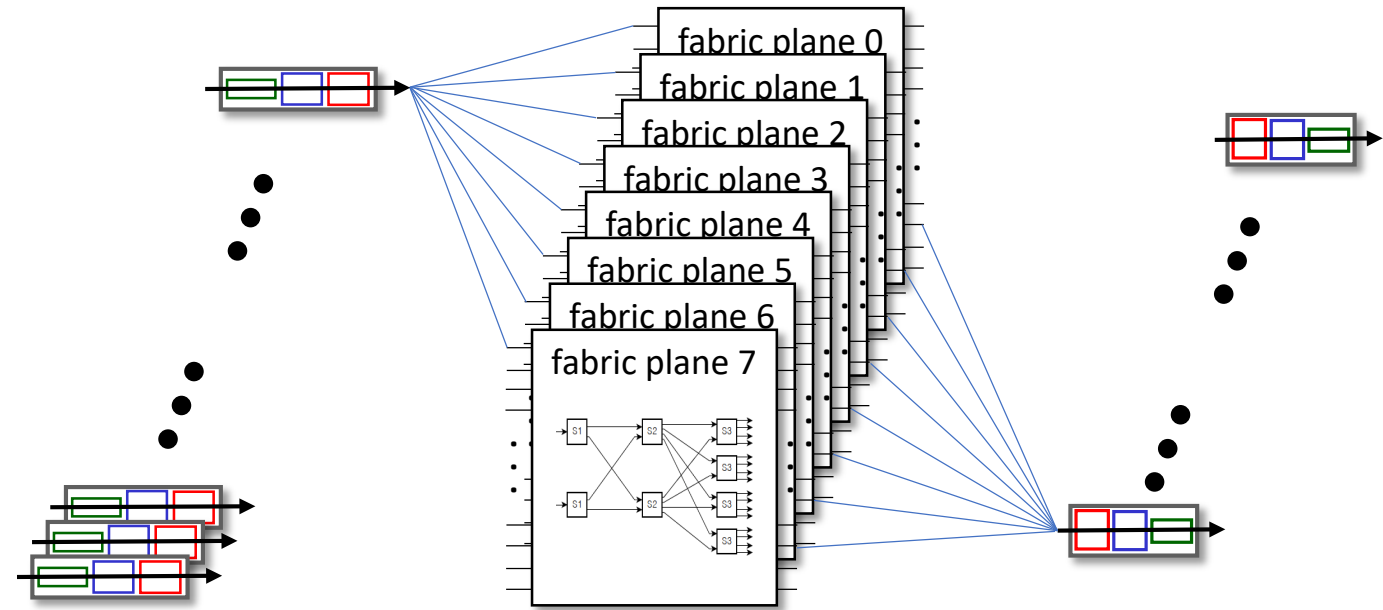 fabric plane 0
fabric plane 1
fabric plane 2
fabric plane 3
fabric plane 4
fabric plane 5
fabric plane 6
fabric plane 7
S1 S2 S3
S3
S1 S2 S3
S3